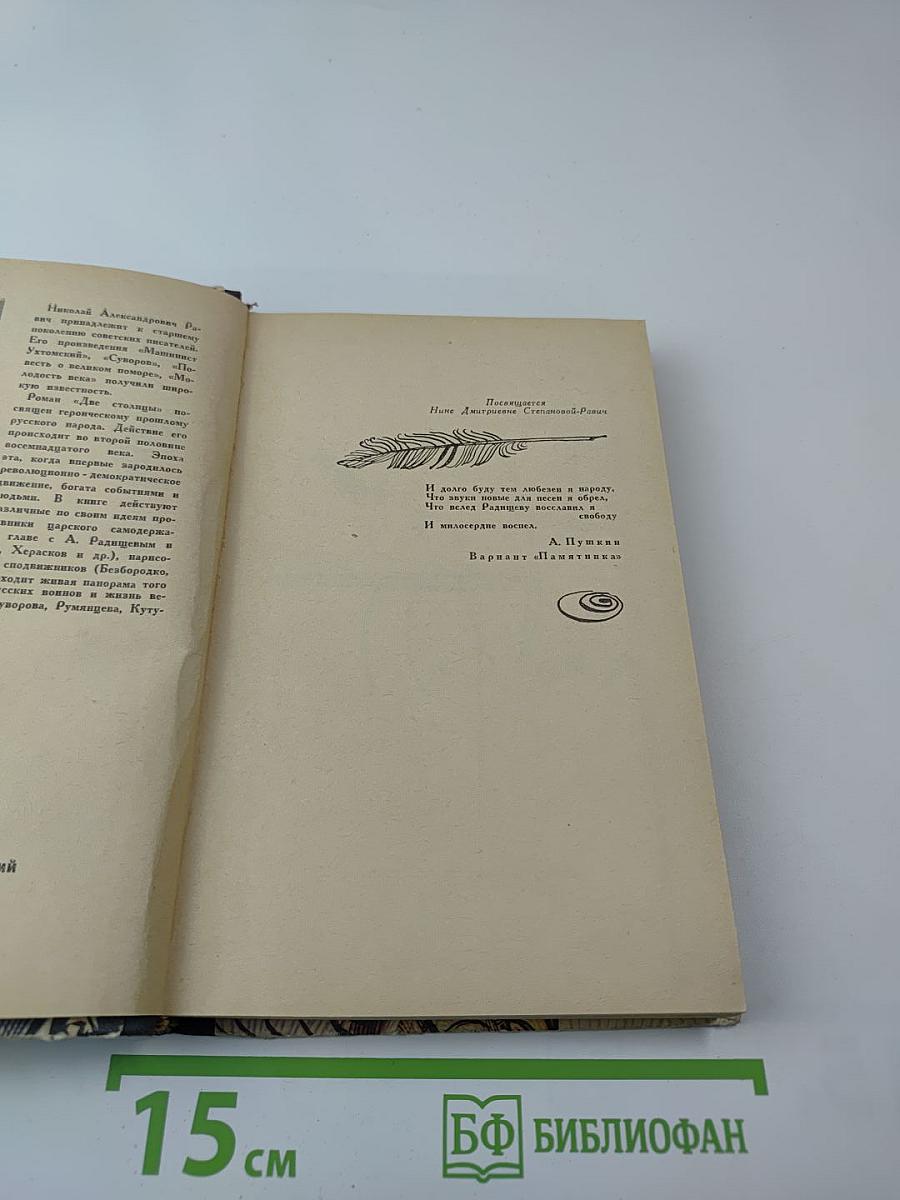 Николай Александрович Ра-
вич принадлежит к старшему
поколению советских писателей.
Его произведения «Машинист
Ухтомский», «Суворов», «По-
весть о великом поморе», «Мо-
лодость века» получили широ-
кую известность.
Роман «Две столицы» по-
священ героическому прошлому
русского народа. Действие его
происходит во второй половине
восемнадцатого века. Эпоха
эта, когда впервые зародилось
революционно-демократическое
движение, богата событиями и
людьми. В книге действуют
различные по своим идеям про-
вники царского самодержа-
главе с А. Радищевым и
, Херасков и др.), нарисо-
сподвижников (Безбородко,
ходит живая панорама того
усских воинов и жизнь ве-
уворова, Румянцева, Куту-
ий
Посвящается
Нине Дмитриевне Степановой-Равич
И долго буду тем любезен я народу,
Что звуки новые для песен я обрел,
Что вслед Радищеву восславил я
свободу
И милосердие воспел.
А. Пушкин
Вариант «Памятника»
15 см
БФ БИБЛИОФАН